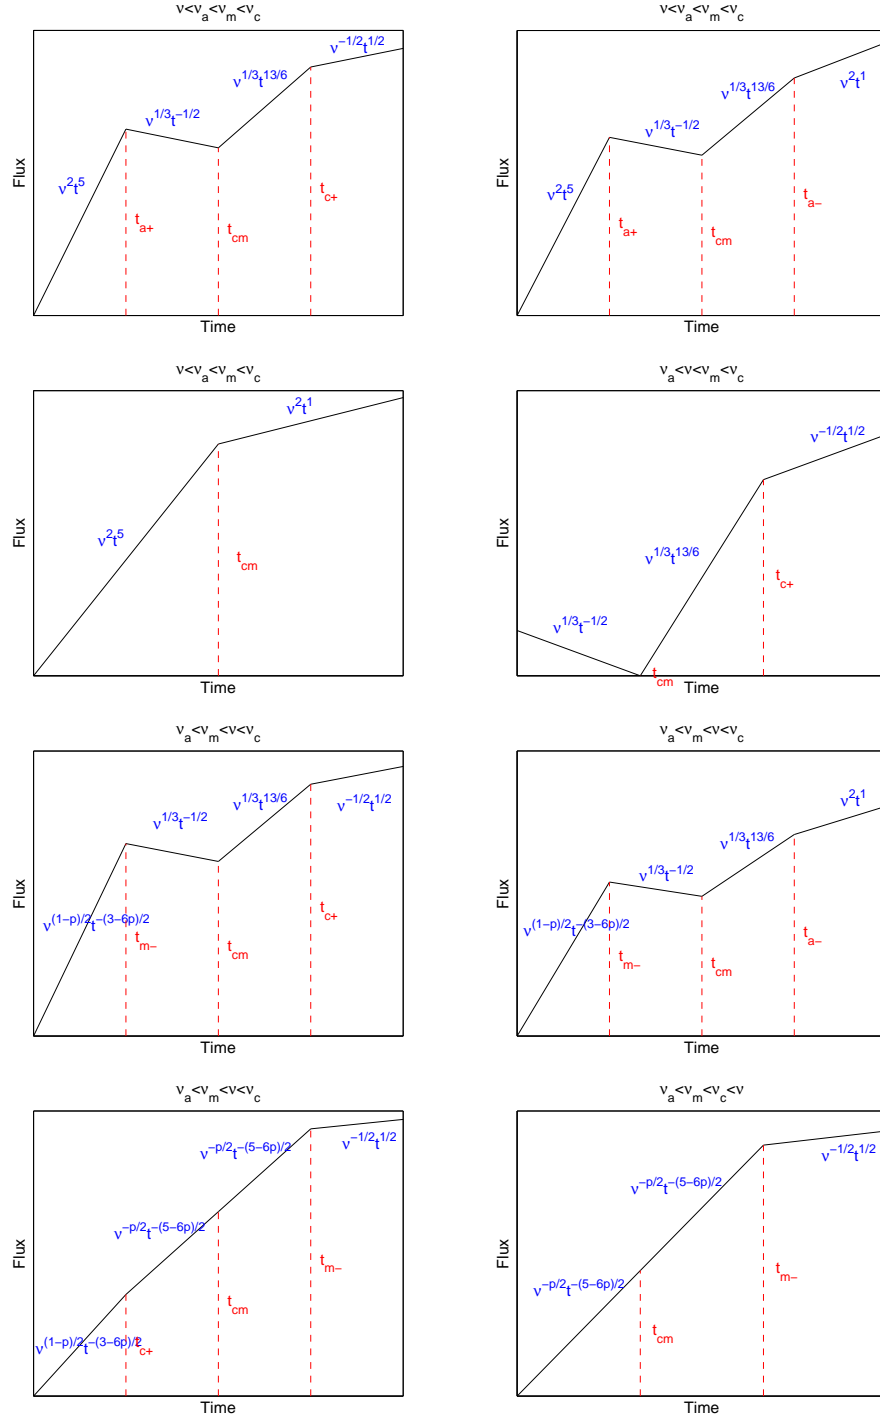 ν<ν_a<ν_m<ν_c
ν^{-1/2}t^{1/2}
ν^{1/3}t^{13/6}
ν^{1/3}t^{-1/2}
ν^2t^5
t_{c+}
t_{a+}
t_{cm}
Flux
Time
ν<ν_a<ν_m<ν_c
ν^2t^1
ν^{1/3}t^{13/6}
ν^{1/3}t^{-1/2}
ν^2t^5
t_{a-}
t_{a+}
t_{cm}
Flux
Time
ν<ν_a<ν_m<ν_c
ν^2t^1
ν^2t^5
t_{cm}
Flux
Time
ν_a<ν<ν_m<ν_c
ν^{-1/2}t^{1/2}
ν^{1/3}t^{13/6}
t_{c+}
ν^{1/3}t^{-1/2}
t_{cm}
Flux
Time
ν_a<ν_m<ν<ν_c
ν^{1/3}t^{-1/2}
ν^{1/3}t^{13/6}
ν^{-1/2}t^{1/2}
ν^{(1-p)/2}t^{-(3-6p)/2}
t_{c+}
t_{m-}
t_{cm}
Flux
Time
ν_a<ν_m<ν<ν_c
ν^2t^1
ν^{1/3}t^{13/6}
ν^{1/3}t^{-1/2}
ν^{(1-p)/2}t^{-(3-6p)/2}
t_{a-}
t_{m-}
t_{cm}
Flux
Time
ν_a<ν_m<ν<ν_c
ν^{-1/2}t^{1/2}
ν^{-p/2}t^{-(5-6p)/2}
ν^{-p/2}t^{-(5-6p)/2}
t_{m-}
t_{cm}
ν^{(1-p)/2}t^{-(3-6p)/2}
t_{c+}
Flux
Time
ν_a<ν_m<ν_c<ν
ν^{-1/2}t^{1/2}
ν^{-p/2}t^{-(5-6p)/2}
ν^{-p/2}t^{-(5-6p)/2}
t_{m-}
t_{cm}
Flux
Time